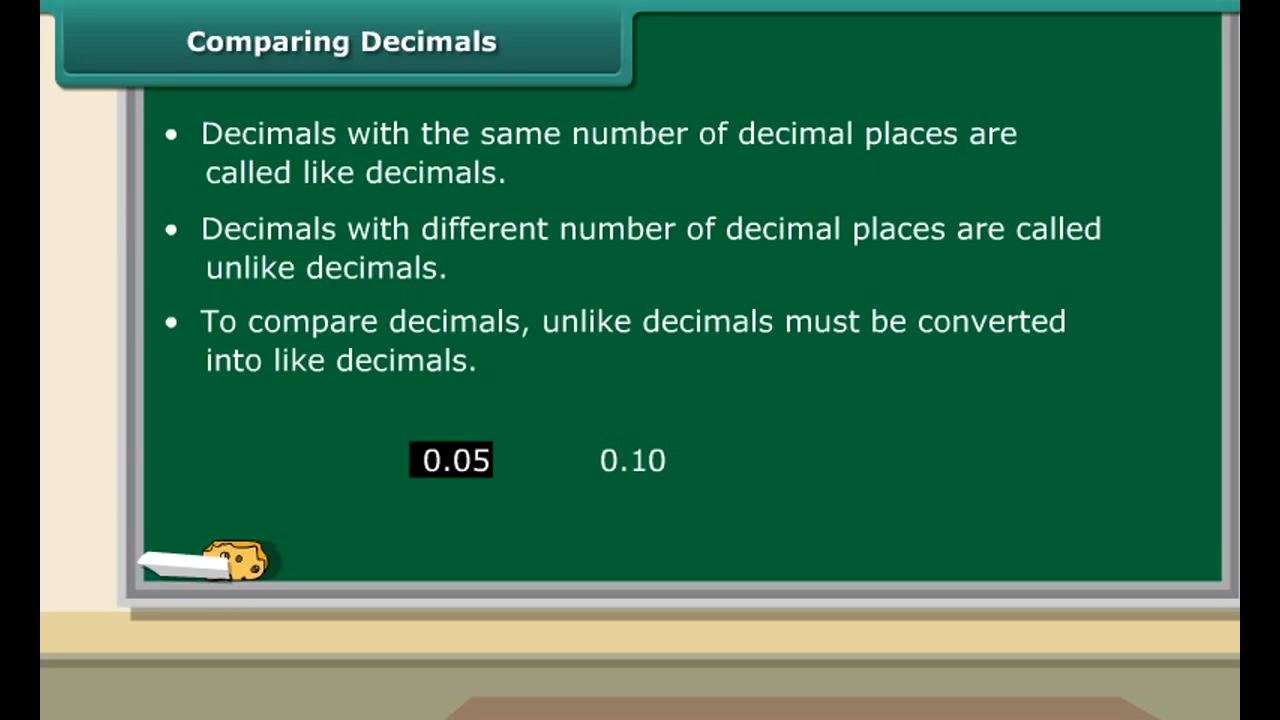 Comparing Decimals
• Decimals with the same number of decimal places are
called like decimals.
• Decimals with different number of decimal places are called
unlike decimals.
• To compare decimals, unlike decimals must be converted
into like decimals.
0.05 0.10